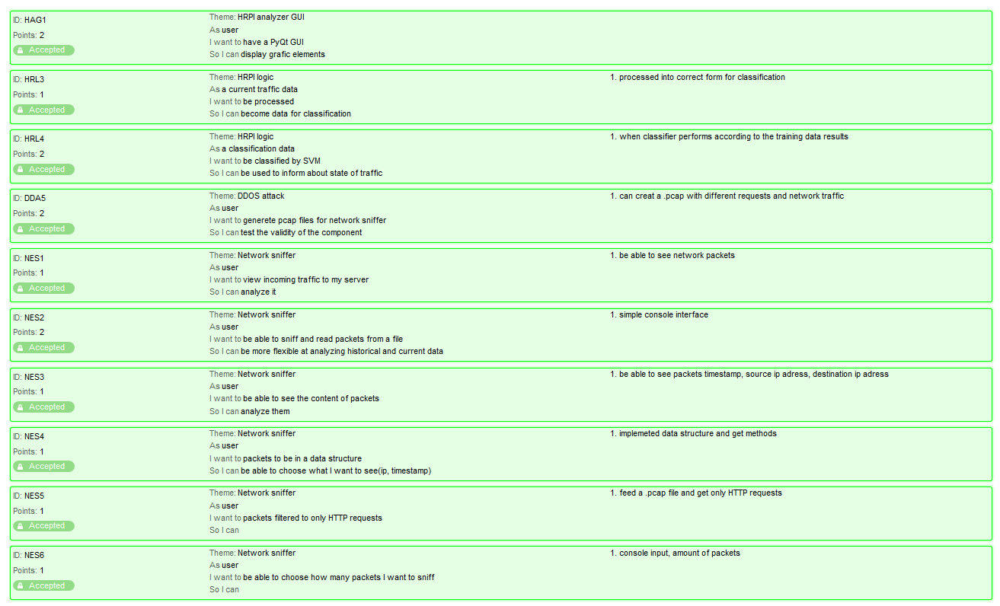 ID: HAG1
Points: 2
Accepted
Theme: HRPI analyzer GUI
As user
I want to have a PyQt GUI
So I can display grafic elements
ID: HRL3
Points: 1
Accepted
Theme: HRPI logic
As a current traffic data
I want to be processed
So I can become data for classification
1. processed into correct form for classification
ID: HRL4
Points: 2
Accepted
Theme: HRPI logic
As a classification data
I want to be classified by SVM
So I can be used to inform about state of traffic
1. when classifier performs according to the training data results
ID: DDA5
Points: 2
Accepted
Theme: DDOS attack
As user
I want to generete pcap files for network sniffer
So I can test the validity of the component
1. can creat a .pcap with different requests and network traffic
ID: NES1
Points: 1
Accepted
Theme: Network sniffer
As user
I want to view incoming traffic to my server
So I can analyze it
1. be able to see network packets
ID: NES2
Points: 2
Accepted
Theme: Network sniffer
As user
I want to be able to sniff and read packets from a file
So I can be more flexible at analyzing historical and current data
1. simple console interface
ID: NES3
Points: 1
Accepted
Theme: Network sniffer
As user
I want to be able to see the content of packets
So I can analyze them
1. be able to see packets timestamp, source ip adress, destination ip adress
ID: NES4
Points: 1
Accepted
Theme: Network sniffer
As user
I want to packets to be in a data structure
So I can be able to choose what I want to see(ip, timestamp)
1. implemeted data structure and get methods
ID: NES5
Points: 1
Accepted
Theme: Network sniffer
As user
I want to packets filtered to only HTTP requests
So I can
1. feed a .pcap file and get only HTTP requests
ID: NES6
Points: 1
Accepted
Theme: Network sniffer
As user
I want to be able to choose how many packets I want to sniff
So I can
1. console input, amount of packets